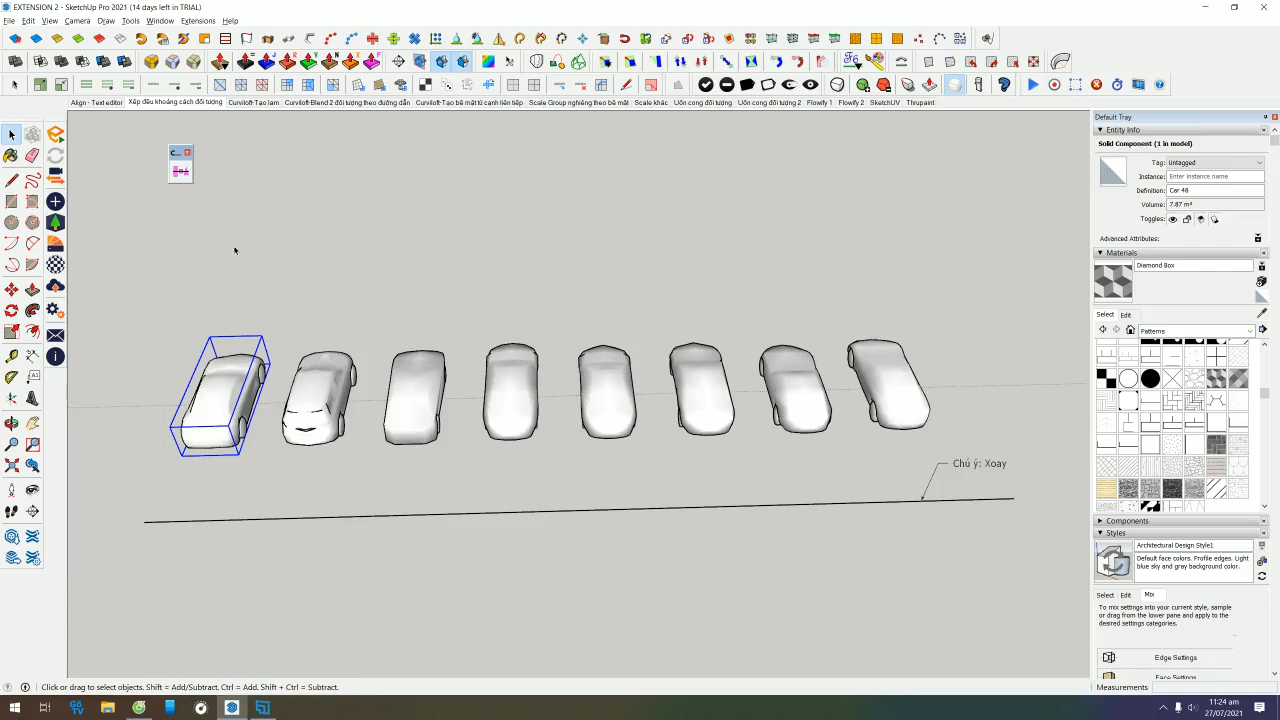 EXTENSION 2 - SketchUp Pro 2021 (14 days left in TRIAL)
File Edit View Camera Draw Tools Window Extensions Help
Align - Text editor Xếp đều khoảng cách đối tượng Curviloft-Tạo lam Curviloft-Blend 2 đối tượng theo đường dẫn Curviloft-Tạo bề mặt từ cạnh liên tiếp Scale Group nghiêng theo bề mặt Scale khác Uốn cong đối tượng Uốn cong đối tượng 2 Flowify 1 Flowify 2 SketchUV Thrupaint
C...
Chú ý: Xoay
Default Tray
Entity Info
Solid Component (1 in model)
Tag: Untagged
Instance: Enter instance name
Definition: Car 48
Volume: 7.87 m³
Toggles:
Advanced Attributes:
Materials
Diamond Box
Select Edit
Patterns
Components
Styles
Architectural Design Style1
Default face colors. Profile edges. Light
blue sky and gray background color.
Select Edit Mix
To mix settings into your current style, sample
or drag from the lower pane and apply to the
desired settings categories.
Edge Settings
Face Settings
Click or drag to select objects. Shift = Add/Subtract. Ctrl = Add. Shift + Ctrl = Subtract.
Measurements
11:24 am
27/07/2021